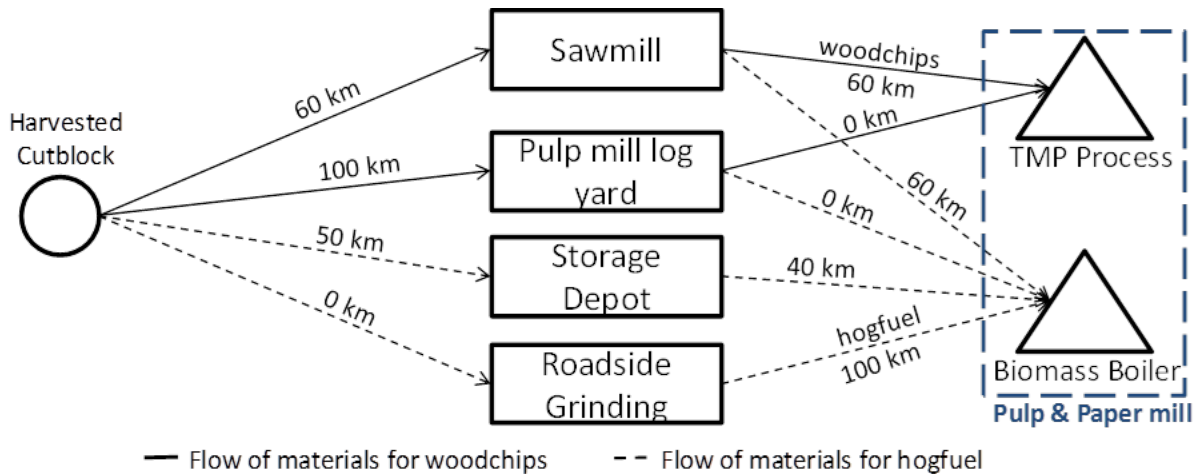 Harvested
Cutblock
60 km
100 km
50 km
0 km
Sawmill
Pulp mill log
yard
Storage
Depot
Roadside
Grinding
woodchips
60 km
0 km
60 km
0 km
40 km
hogfuel
100 km
TMP Process
Biomass Boiler
Pulp & Paper mill
Flow of materials for woodchips
Flow of materials for hogfuel